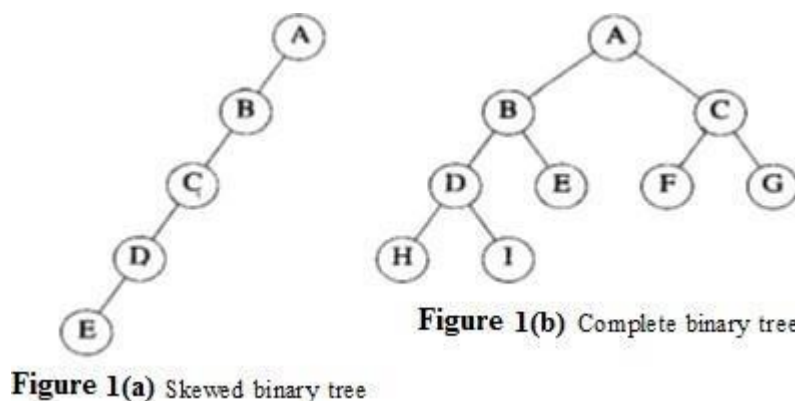 A
A
B
B
C
C
D
E
F
G
D
H
I
E
Figure 1(b) Complete binary tree
Figure 1(a) Skewed binary tree